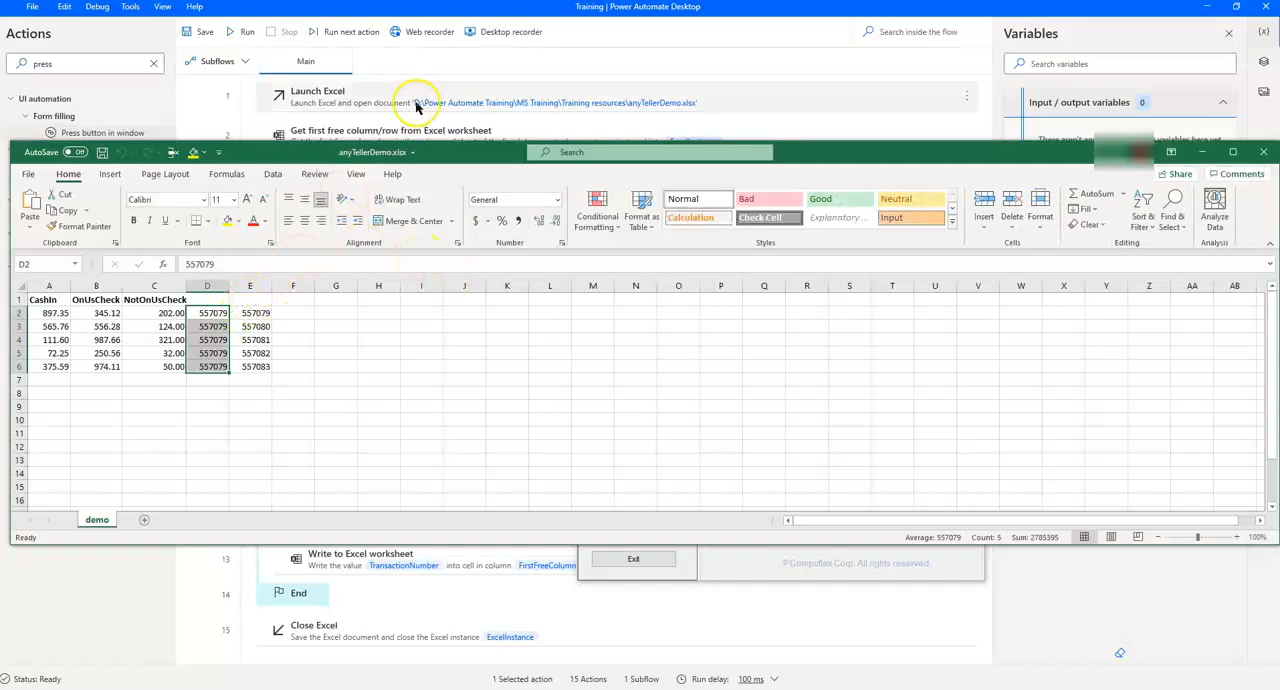 File Edit Debug Tools View Help Training | Power Automate Desktop
Actions
press
UI automation
Form filling
Press button in window
Save Run Stop Run next action Web recorder Desktop recorder Search inside the flow
Subflows Main
1 Launch Excel
Launch Excel and open document 'D:\Power Automate Training\MS Training\Training resources\anyTellerDemo.xlsx'
2 Get first free column/row from Excel worksheet
Variables
Search variables
Input / output variables 0
There aren't any input/output variables here yet
AutoSave Off anyTellerDemo.xlsx Search
File Home Insert Page Layout Formulas Data Review View Help Share Comments
Paste Cut Copy Format Painter
Calibri 11
Wrap Text
Merge & Center
General
Conditional Formatting Format as Table
Normal Bad Good Neutral
Calculation Check Cell Explanatory ... Input
Insert Delete Format
AutoSum Fill Clear
Sort & Filter Find & Select
Analyze Data
Clipboard Font Alignment Number Styles Cells Editing Analysis
D2 557079
A B C D E F G H I J K L M N O P Q R S T U V W X Y Z AA AB
1 CashIn OnUsCheck NotOnUsCheck
2 897.35 345.12 202.00 557079 557079
3 565.76 556.28 124.00 557079 557080
4 111.60 987.66 321.00 557079 557081
5 72.25 250.56 32.00 557079 557082
6 375.59 974.11 50.00 557079 557083
7
8
9
10
11
12
13
14
15
16
demo
Ready Average: 557079 Count: 5 Sum: 2785395 100%
13 Write to Excel worksheet
Write the value TransactionNumber into cell in column FirstFreeColumn
Exit
© Computlex Corp. All rights reserved.
14 End
15 Close Excel
Save the Excel document and close the Excel instance ExcelInstance
Status: Ready 1 Selected action 15 Actions 1 Subflow Run delay: 100 ms